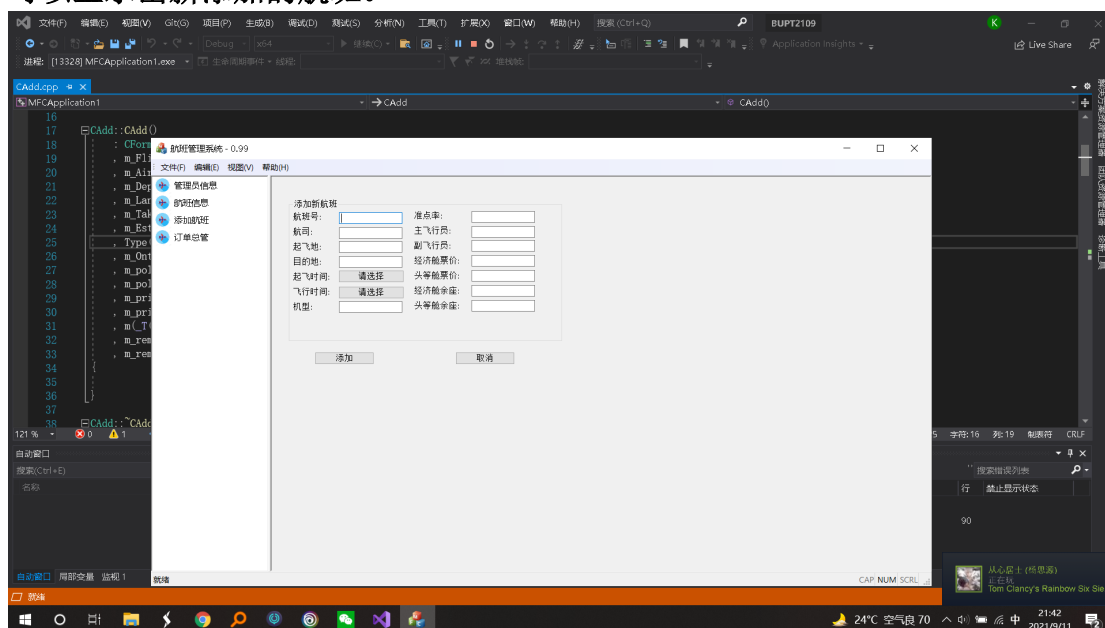 文件(F) 编辑(E) 视图(V) Git(G) 项目(P) 生成(B) 调试(D) 测试(S) 分析(N) 工具(T) 扩展(X) 窗口(W) 帮助(H) 搜索 (Ctrl+Q) BUPT2109 K
Debug x64 继续(C) Application Insights Live Share
进程: [13328] MFCApplication1.exe 生命周期事件 线程: 堆栈帧:
CAdd.cpp
MFCApplication1 CAdd CAdd()
16
17 CAdd::CAdd()
18 : CForm
19 , m_Fli
20 , m_Air
21 , m_Dep
22 , m_Lan
23 , m_Tak
24 , m_Est
25 , Type
26 , m_Ont
27 , m_pol
28 , m_pol
29 , m_pri
30 , m_pri
31 , m(_T
32 , m_rem
33 , m_rem
34 {
35
36 }
37
38 CAdd::~CAdd
航班管理系统 - 0.99
文件(F) 编辑(E) 视图(V) 帮助(H)
管理员信息
航班信息
添加航班
订单总管
添加新航班
航班号: 准点率:
航司: 主飞行员:
起飞地: 副飞行员:
目的地: 经济舱票价:
起飞时间: 请选择 头等舱票价:
飞行时间: 请选择 经济舱余座:
机型: 头等舱余座:
添加 取消
就绪 CAP NUM SCRL
121 % 0 1 字符: 16 列: 19 制表符 CRLF
自动窗口
搜索(Ctrl+E) 搜索错误列表
名称 行 禁止显示状态
90
自动窗口 局部变量 监视 1
就绪
正在玩
Tom Clancy's Rainbow Six Sie
24°C 空气良 70 中 21:42
2021/9/11